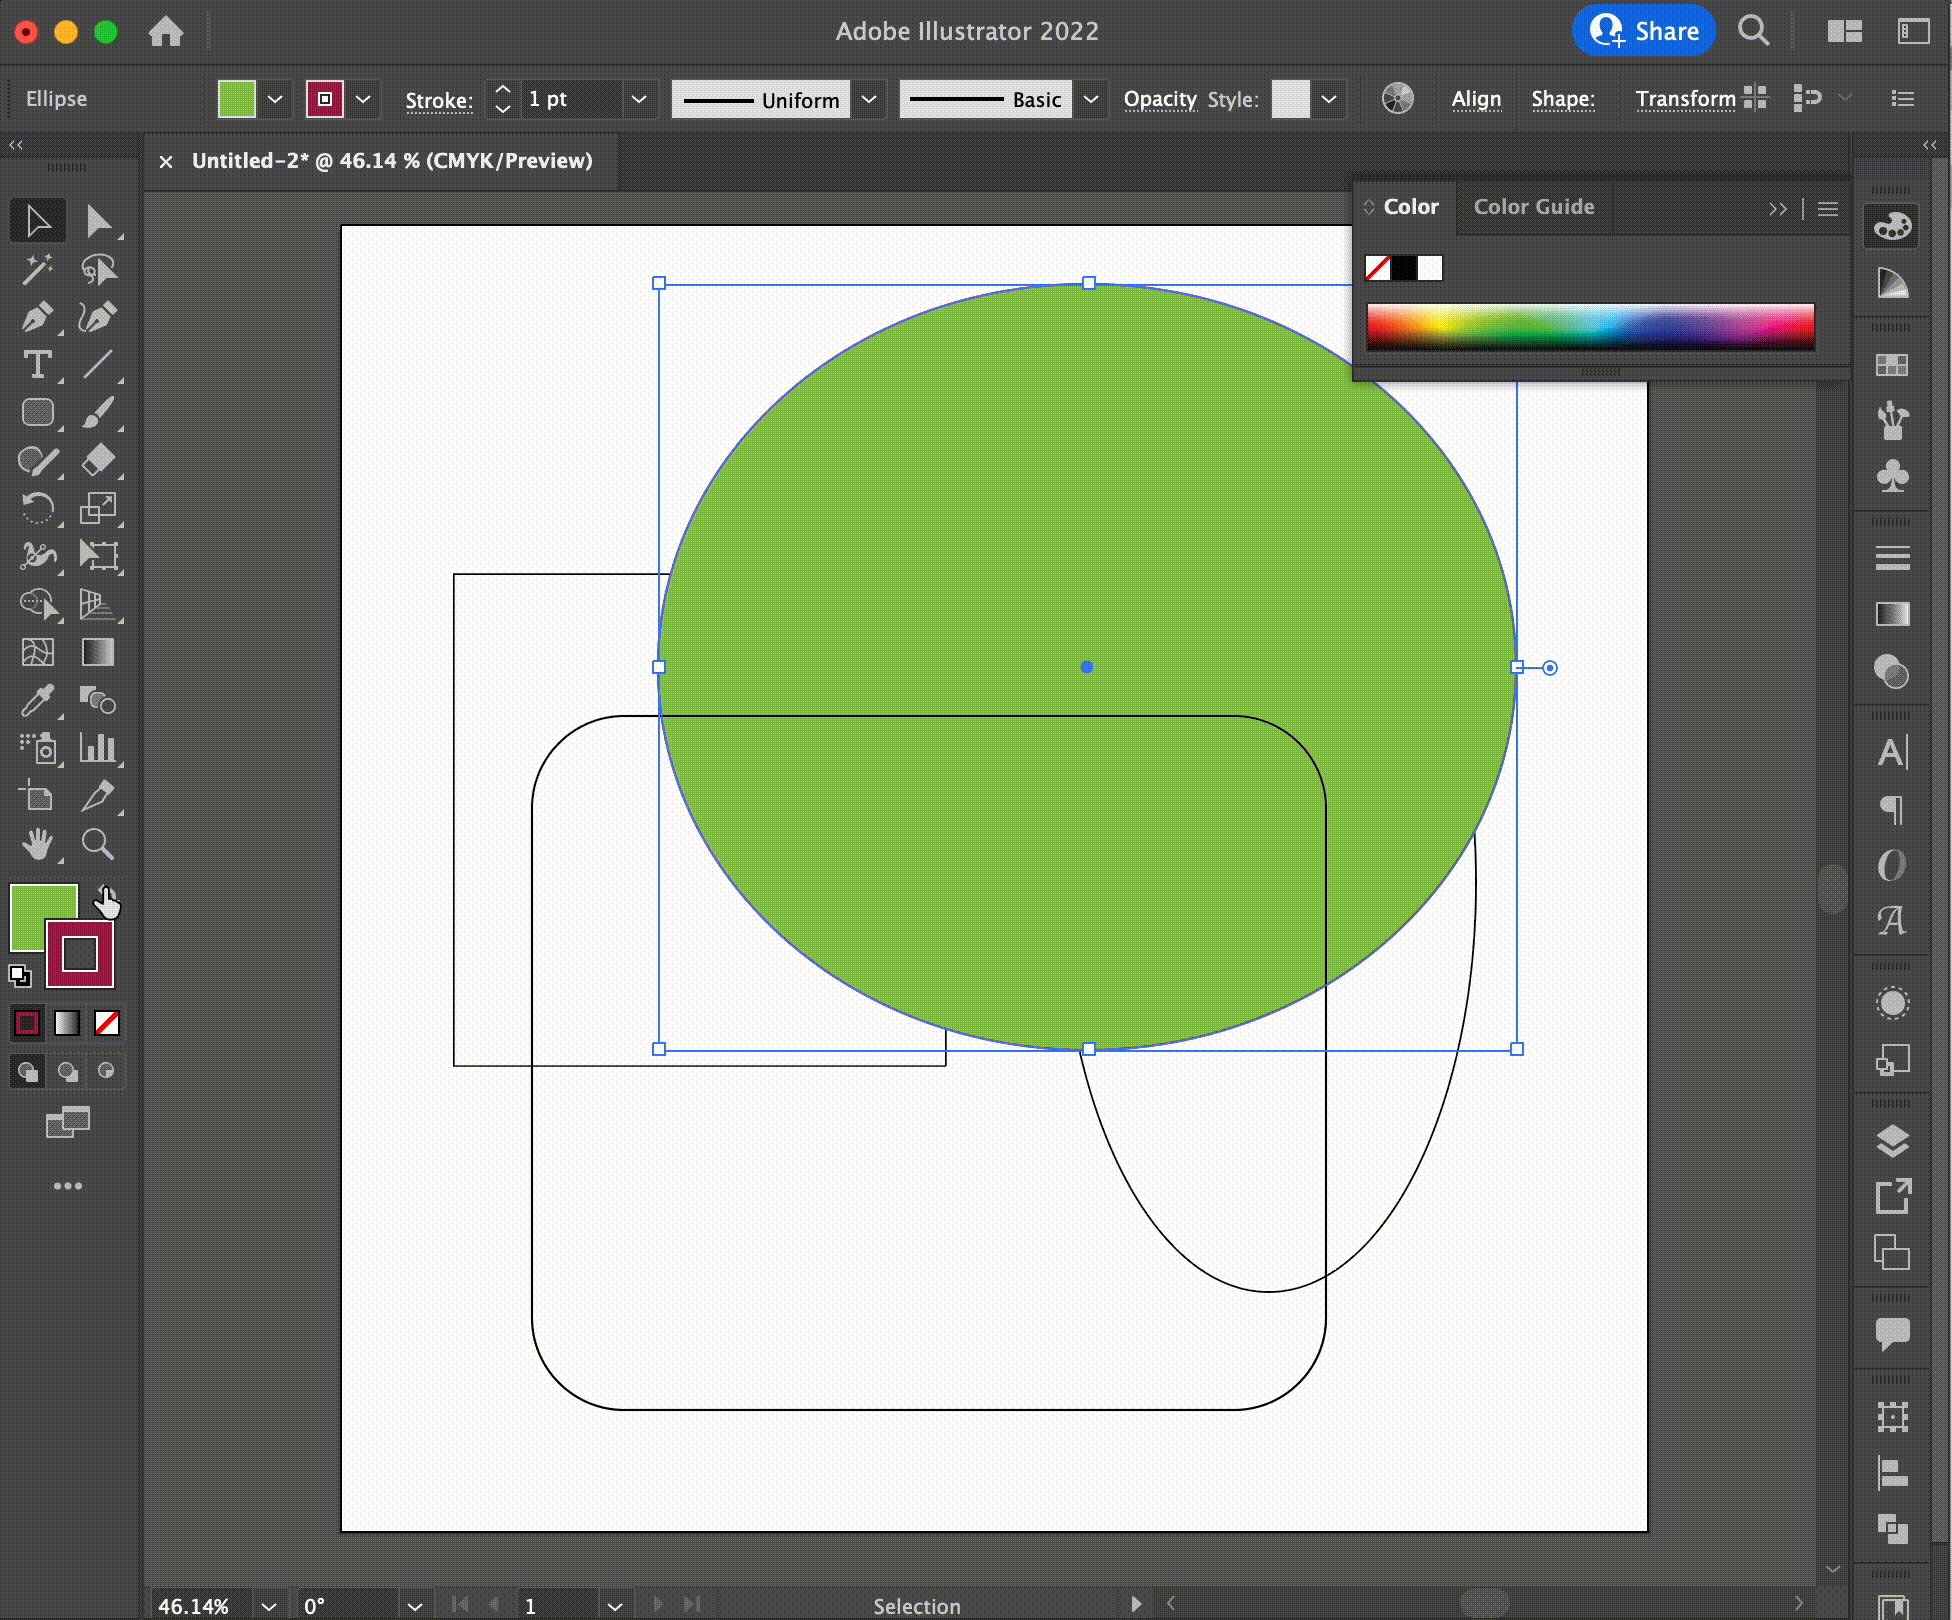 Adobe Illustrator 2022
Share
Ellipse
Stroke:
1 pt
Uniform
Basic
Opacity
Style:
Align
Shape:
Transform
× Untitled-2* @ 46.14 % (CMYK/Preview)
Color
Color Guide
46.14%
0°
1
Selection